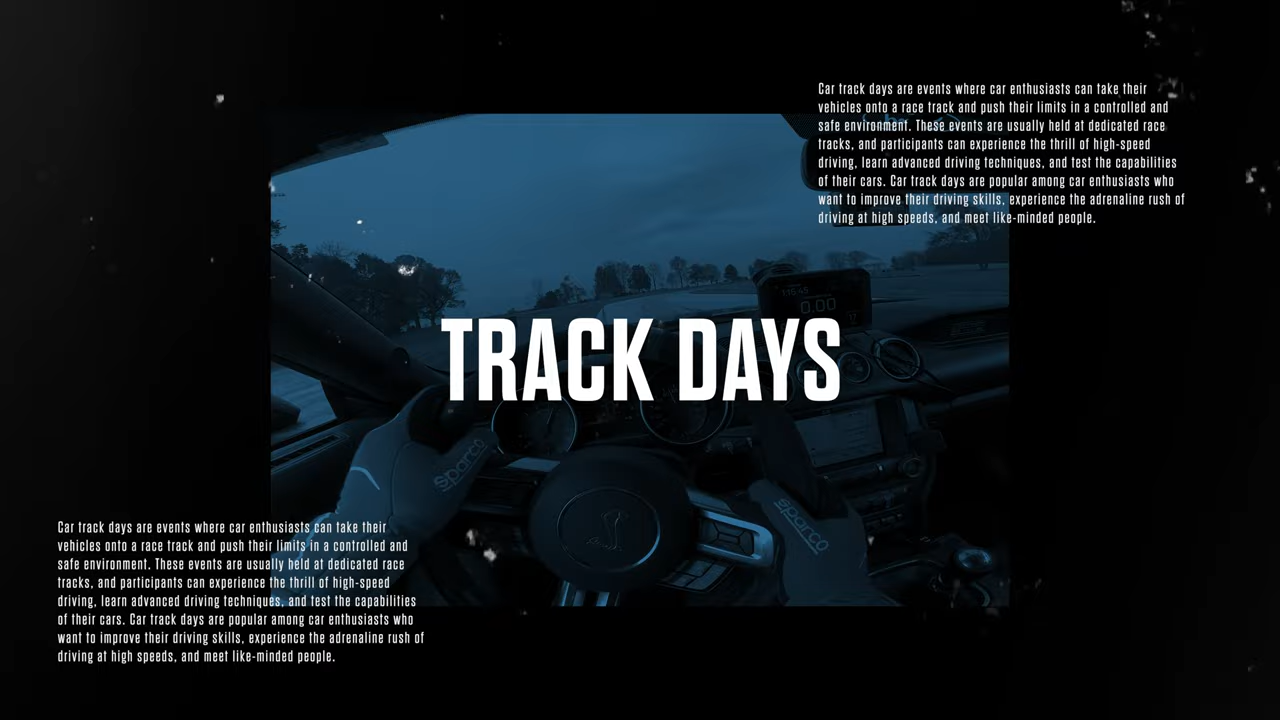 Car track days are events where car enthusiasts can take their
vehicles onto a race track and push their limits in a controlled and
safe environment. These events are usually held at dedicated race
tracks, and participants can experience the thrill of high-speed
driving, learn advanced driving techniques, and test the capabilities
of their cars. Car track days are popular among car enthusiasts who
want to improve their driving skills, experience the adrenaline rush of
driving at high speeds, and meet like-minded people.
1:16.45
0.00
TRACK DAYS
sparco
sparco
Car track days are events where car enthusiasts can take their
vehicles onto a race track and push their limits in a controlled and
safe environment. These events are usually held at dedicated race
tracks, and participants can experience the thrill of high-speed
driving, learn advanced driving techniques, and test the capabilities
of their cars. Car track days are popular among car enthusiasts who
want to improve their driving skills, experience the adrenaline rush of
driving at high speeds, and meet like-minded people.